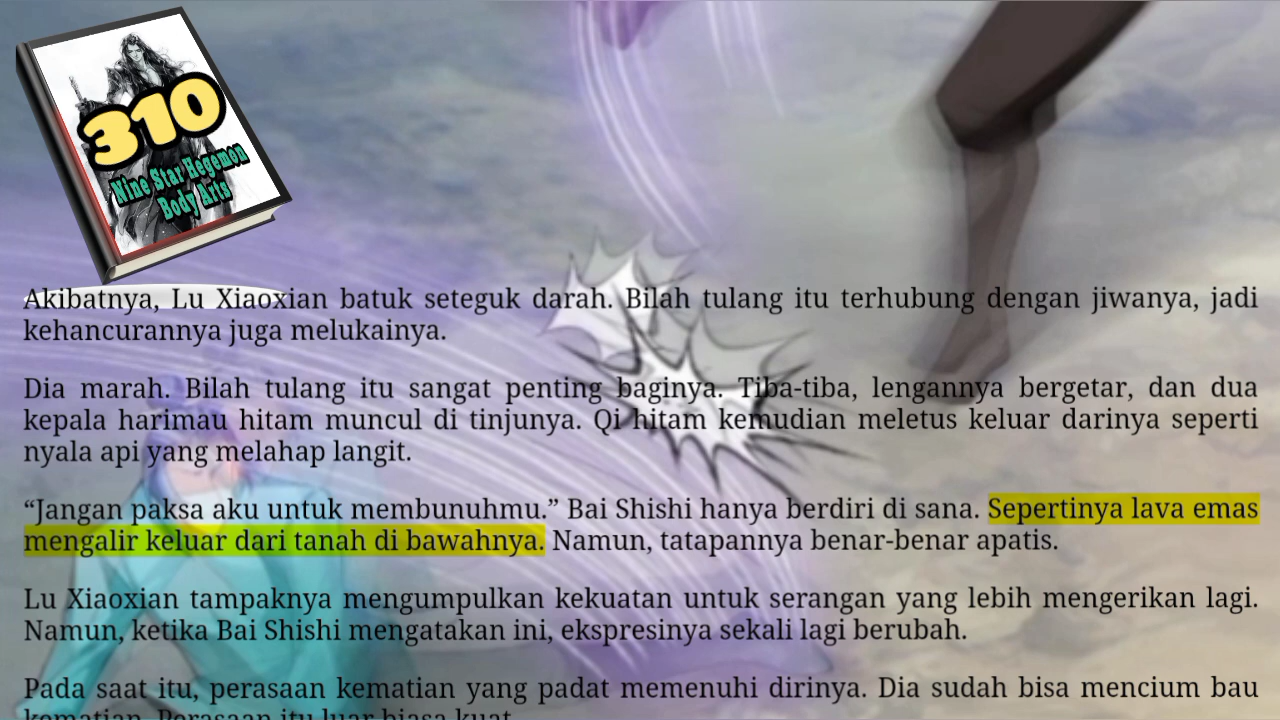 310
Nine Star Hegemon
Body Arts
Akibatnya, Lu Xiaoxian batuk seteguk darah. Bilah tulang itu terhubung dengan jiwanya, jadi
kehancurannya juga melukainya.
Dia marah. Bilah tulang itu sangat penting baginya. Tiba-tiba, lengannya bergetar, dan dua
kepala harimau hitam muncul di tinjunya. Qi hitam kemudian meletus keluar darinya seperti
nyala api yang melahap langit.
“Jangan paksa aku untuk membunuhmu.” Bai Shishi hanya berdiri di sana. Sepertinya lava emas
mengalir keluar dari tanah di bawahnya. Namun, tatapannya benar-benar apatis.
Lu Xiaoxian tampaknya mengumpulkan kekuatan untuk serangan yang lebih mengerikan lagi.
Namun, ketika Bai Shishi mengatakan ini, ekspresinya sekali lagi berubah.
Pada saat itu, perasaan kematian yang padat memenuhi dirinya. Dia sudah bisa mencium bau
kematian. Perasaan itu luar biasa kuat.